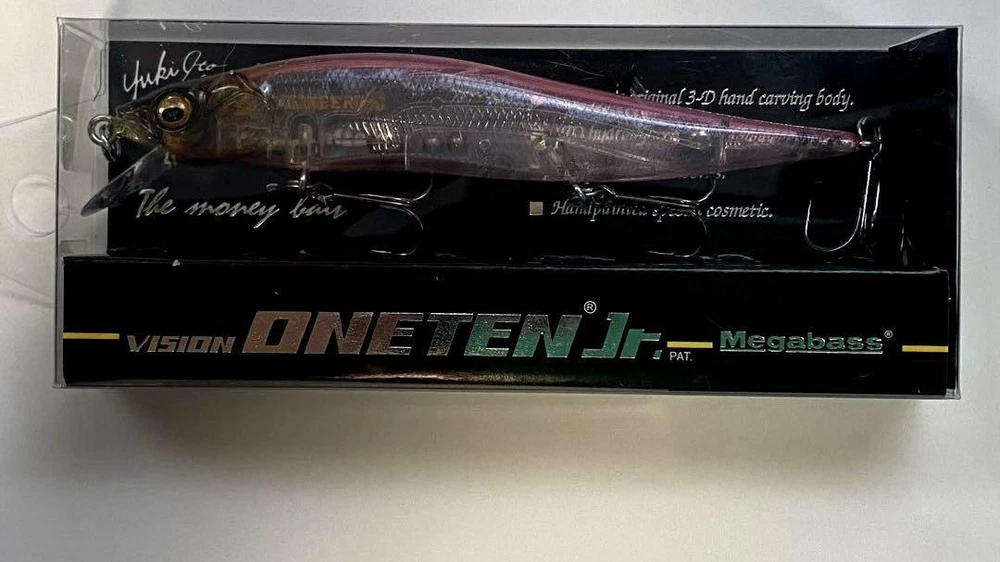 Yuki Ito
original 3-D hand carving body.
The money bait
Handpainted special cosmetic.
VISION ONETEN® Jr. PAT. Megabass®